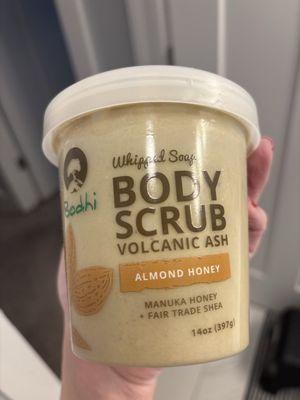 Bodhi
Whipped Soap
BODY
SCRUB
VOLCANIC ASH
ALMOND HONEY
MANUKA HONEY
+ FAIR TRADE SHEA
14oz (397g)